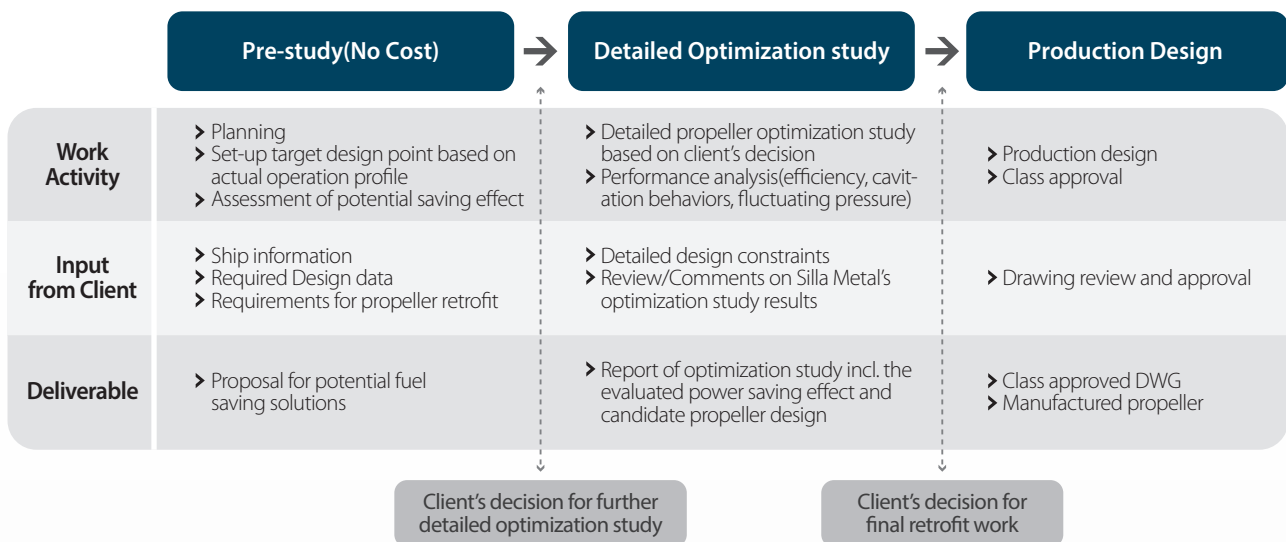 Pre-study(No Cost)
Detailed Optimization study
Production Design
Work
Activity
> Planning
> Set-up target design point based on
actual operation profile
> Assessment of potential saving effect
> Detailed propeller optimization study
based on client's decision
> Performance analysis(efficiency, cavit-
ation behaviors, fluctuating pressure)
> Production design
> Class approval
Input
from Client
> Ship information
> Required Design data
> Requirements for propeller retrofit
> Detailed design constraints
> Review/Comments on Silla Metal's
optimization study results
> Drawing review and approval
Deliverable
> Proposal for potential fuel
saving solutions
> Report of optimization study incl. the
evaluated power saving effect and
candidate propeller design
> Class approved DWG
> Manufactured propeller
Client's decision for further
detailed optimization study
Client's decision for
final retrofit work